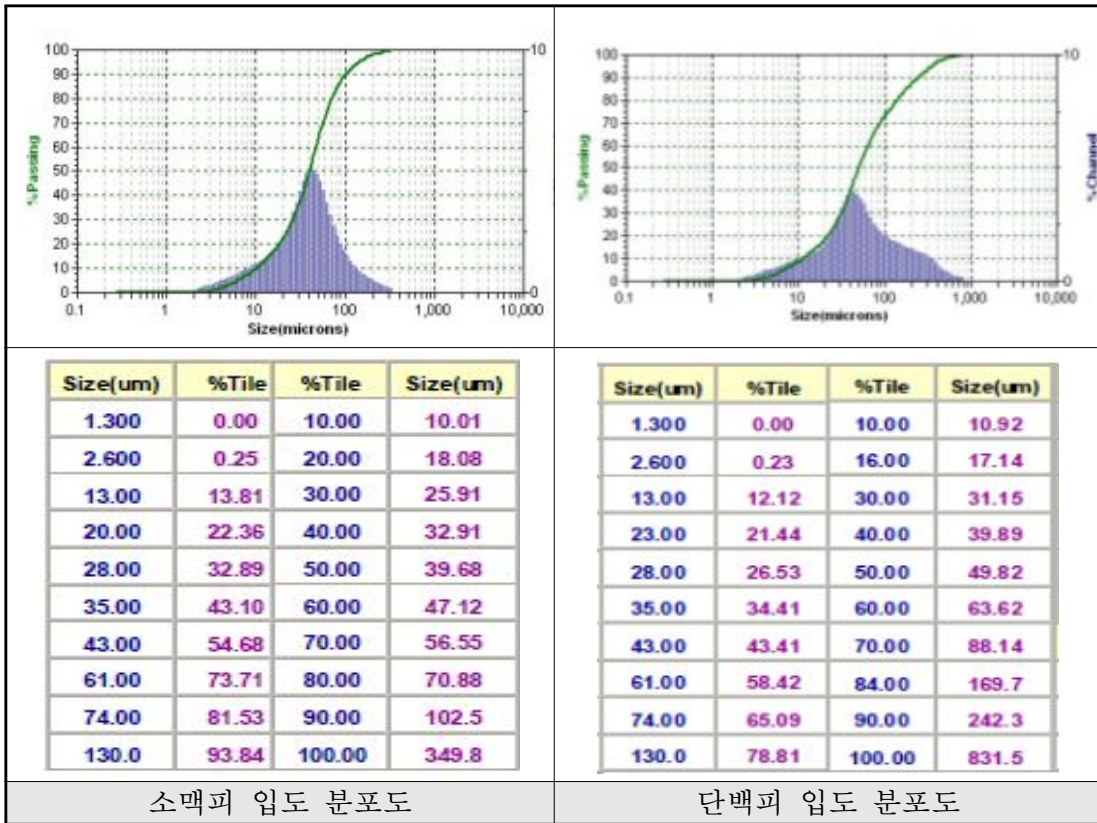 100
90
80
70
60
50
40
30
20
10
0
%Passing
10
0
0.1 1 10 100 1,000 10,000
Size(microns)
100
90
80
70
60
50
40
30
20
10
0
%Passing
10
0
%Channel
0.1 1 10 100 1,000 10,000
Size(microns)
Size(um) %Tile %Tile Size(um)
1.300 0.00 10.00 10.01
2.600 0.25 20.00 18.08
13.00 13.81 30.00 25.91
20.00 22.36 40.00 32.91
28.00 32.89 50.00 39.68
35.00 43.10 60.00 47.12
43.00 54.68 70.00 56.55
61.00 73.71 80.00 70.88
74.00 81.53 90.00 102.5
130.0 93.84 100.00 349.8
소맥피 입도 분포도
Size(um) %Tile %Tile Size(um)
1.300 0.00 10.00 10.92
2.600 0.23 16.00 17.14
13.00 12.12 30.00 31.15
23.00 21.44 40.00 39.89
28.00 26.53 50.00 49.82
35.00 34.41 60.00 63.62
43.00 43.41 70.00 88.14
61.00 58.42 84.00 169.7
74.00 65.09 90.00 242.3
130.0 78.81 100.00 831.5
단백피 입도 분포도